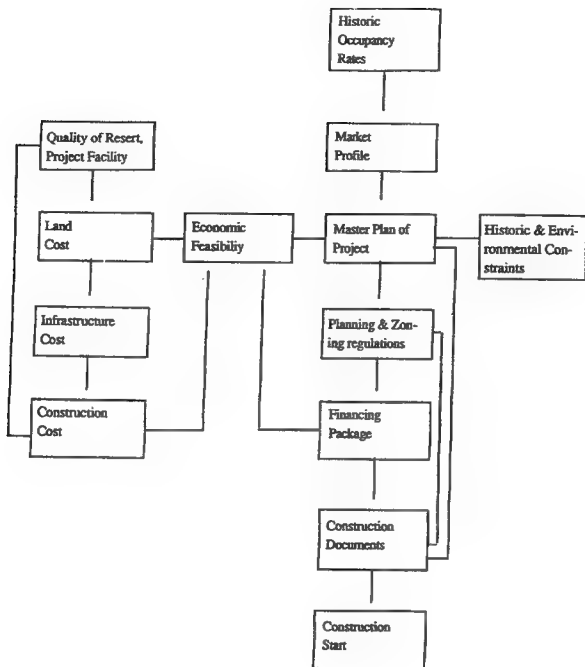 Historic
Occupancy
Rates
Quality of Resert,
Project Facility
Market
Profile
Land
Cost
Economic
Feasibility
Master Plan of
Project
Historic & Envi-
ronmental Con-
straints
Infrastructure
Cost
Planning & Zon-
ing regulations
Construction
Cost
Financing
Package
Construction
Documents
Construction
Start